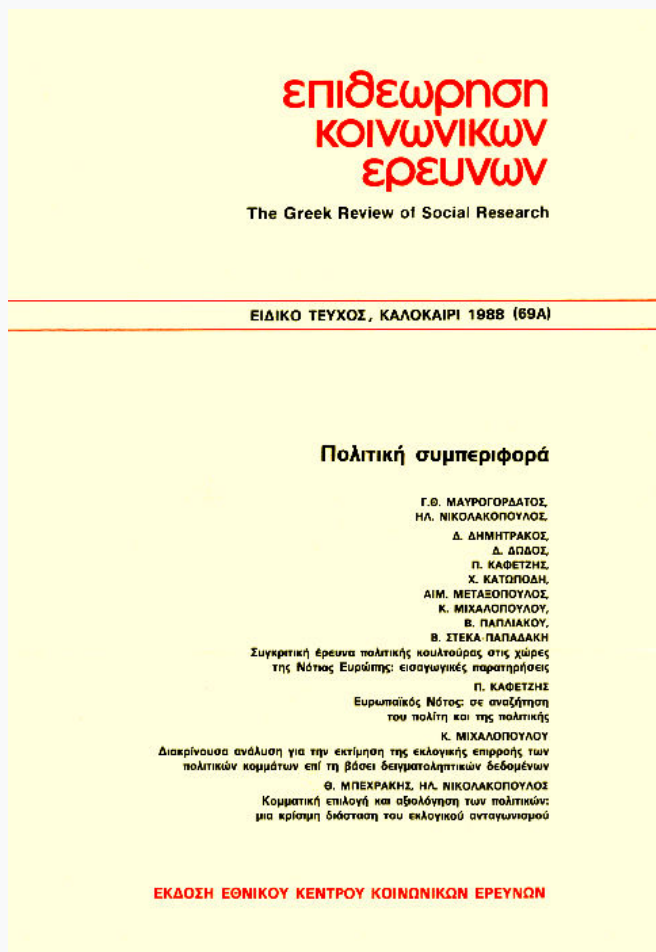 επιθεωρηση
κοινωνικων
ερευνων
The Greek Review of Social Research
ΕΙΔΙΚΟ ΤΕΥΧΟΣ, ΚΑΛΟΚΑΙΡΙ 1988 (69Α)
Πολιτική συμπεριφορά
Γ.Θ. ΜΑΥΡΟΓΟΡΔΑΤΟΣ,
ΗΛ. ΝΙΚΟΛΑΚΟΠΟΥΛΟΣ,
Δ. ΔΗΜΗΤΡΑΚΟΣ,
Δ. ΔΩΔΟΣ,
Π. ΚΑΦΕΤΖΗΣ,
Χ. ΚΑΤΩΠΟΔΗ,
ΑΙΜ. ΜΕΤΑΞΟΠΟΥΛΟΣ,
Κ. ΜΙΧΑΛΟΠΟΥΛΟΥ,
Β. ΠΑΠΛΙΑΚΟΥ,
Β. ΣΤΕΚΑ-ΠΑΠΑΔΑΚΗ
Συγκριτική έρευνα πολιτικής κουλτούρας στις χώρες
της Νότιας Ευρώπης: εισαγωγικές παρατηρήσεις
Π. ΚΑΦΕΤΖΗΣ
Ευρωπαϊκός Νότος: σε αναζήτηση
του πολίτη και της πολιτικής
Κ. ΜΙΧΑΛΟΠΟΥΛΟΥ
Διακρίνουσα ανάλυση για την εκτίμηση της εκλογικής επιρροής των
πολιτικών κομμάτων επί τη βάσει δειγματοληπτικών δεδομένων
Θ. ΜΠΕΧΡΑΚΗΣ, ΗΛ. ΝΙΚΟΛΑΚΟΠΟΥΛΟΣ
Κομματική επιλογή και αξιολόγηση των πολιτικών:
μια κρίσιμη διάσταση του εκλογικού ανταγωνισμού
ΕΚΔΟΣΗ ΕΘΝΙΚΟΥ ΚΕΝΤΡΟΥ ΚΟΙΝΩΝΙΚΩΝ ΕΡΕΥΝΩΝ